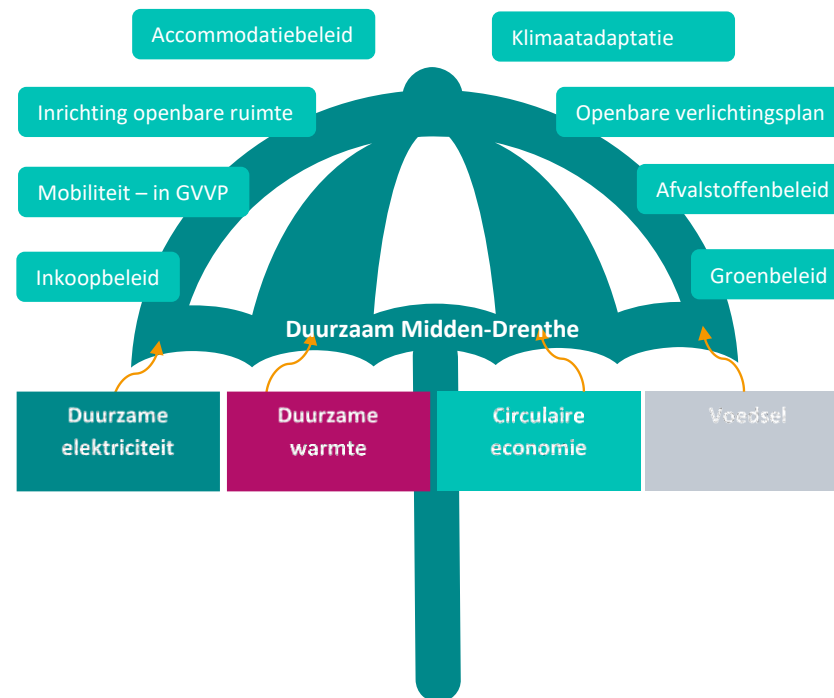 Accommodatiebeleid
Klimaatadaptatie
Inrichting openbare ruimte
Openbare verlichtingsplan
Mobiliteit – in GVVP
Afvalstoffenbeleid
Inkoopbeleid
Groenbeleid
Duurzaam Midden-Drenthe
Duurzame
elektriciteit
Duurzame
warmte
Circulaire
economie
Voedsel